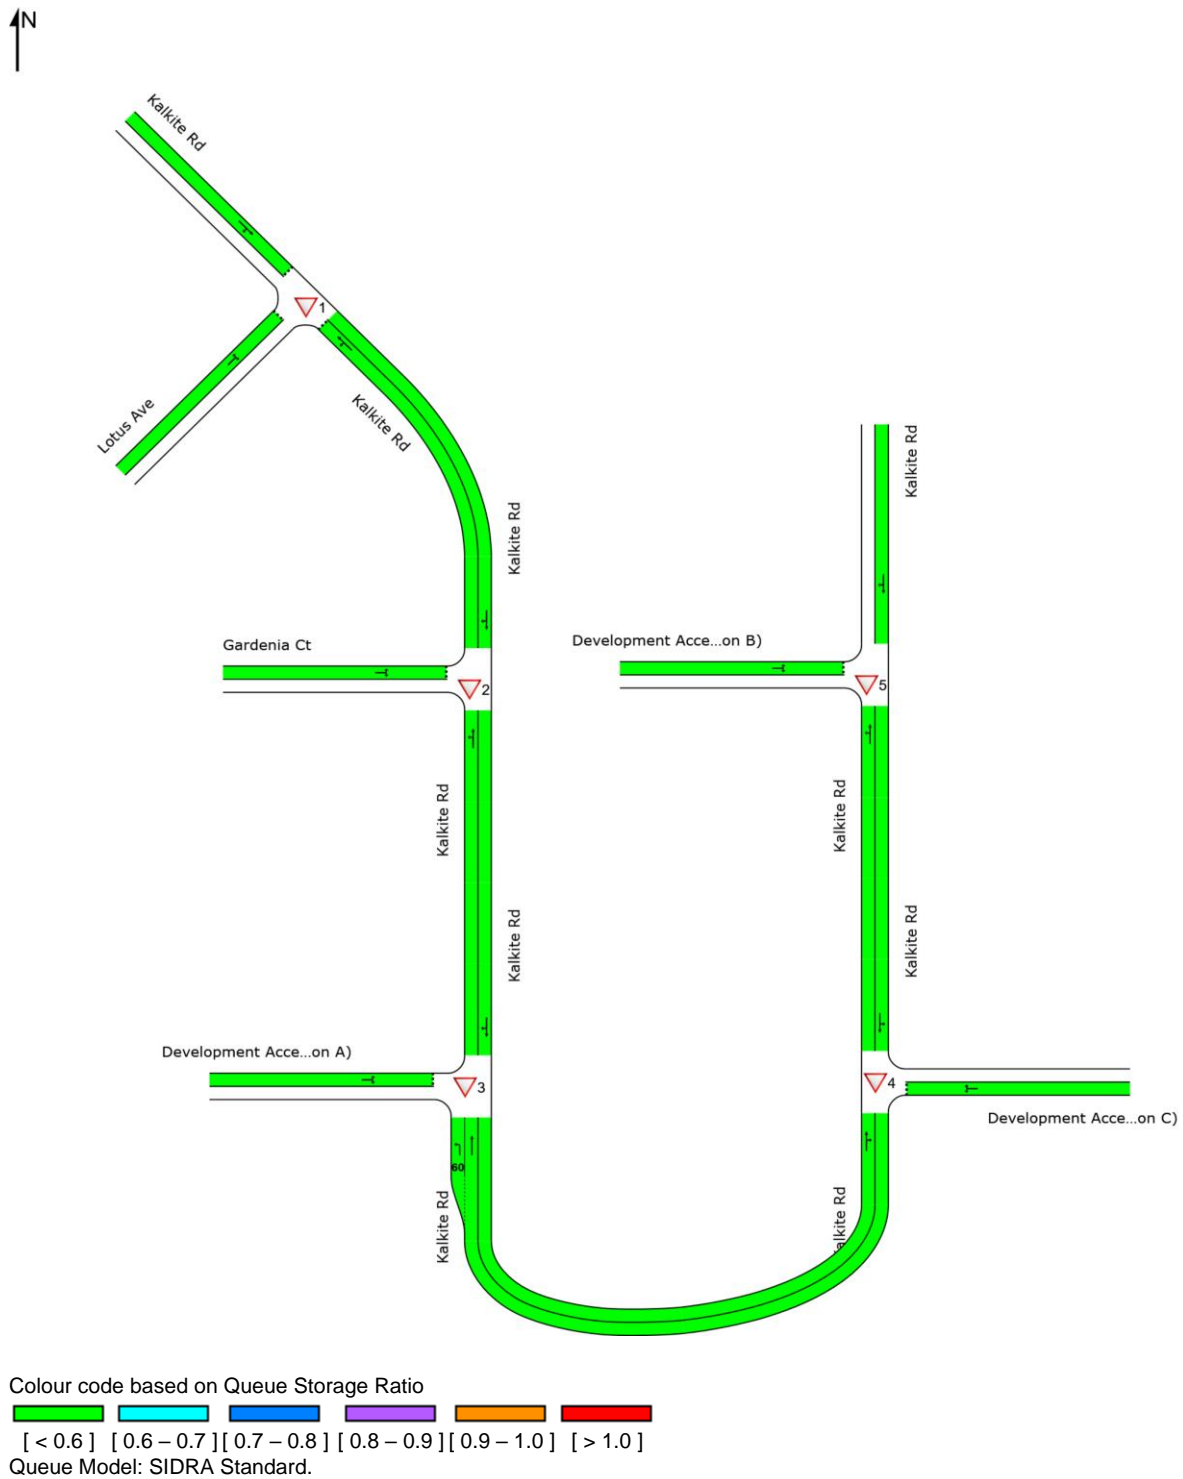 N
Kalkite Rd
1
Lotus Ave
Kalkite Rd
Kalkite Rd
Kalkite Rd
Gardenia Ct
Development Acce...on B)
2
5
Kalkite Rd
Kalkite Rd
Kalkite Rd
Kalkite Rd
Development Acce...on A)
3
4
Development Acce...on C)
60
Kalkite Rd
alkite Rd
Colour code based on Queue Storage Ratio
[ < 0.6 ] [ 0.6 – 0.7 ] [ 0.7 – 0.8 ] [ 0.8 – 0.9 ] [ 0.9 – 1.0 ] [ > 1.0 ]
Queue Model: SIDRA Standard.